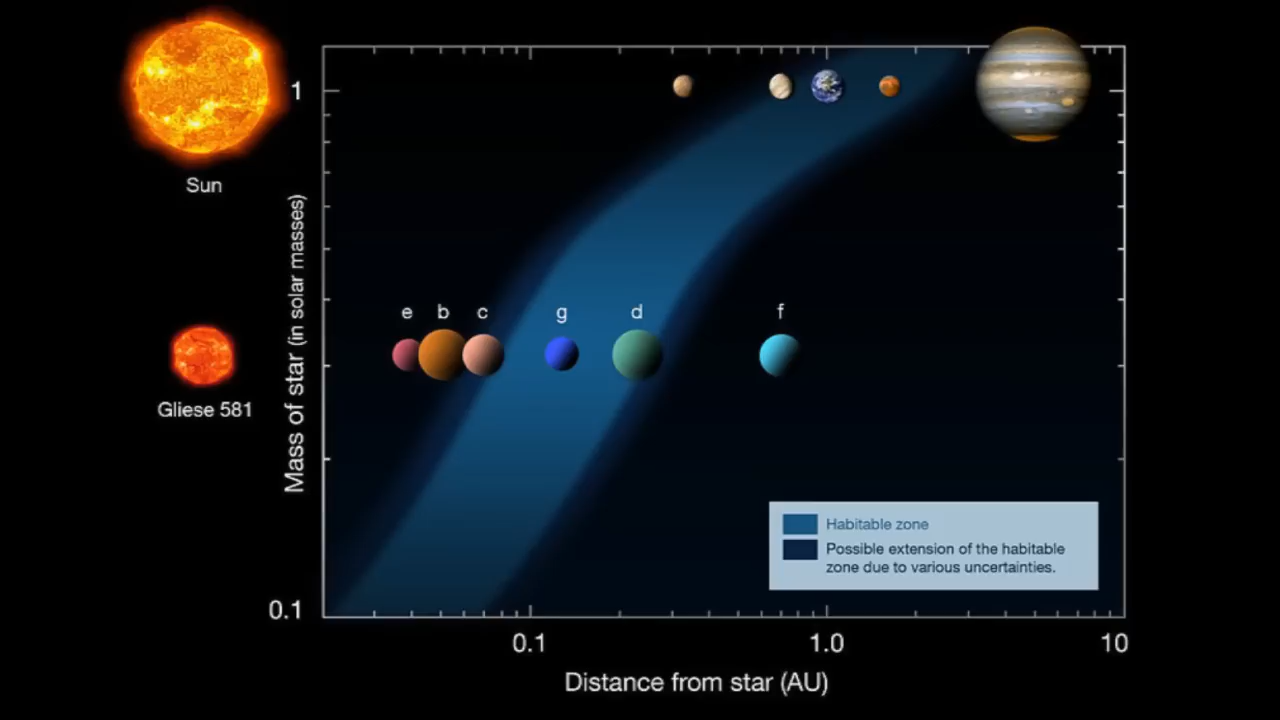 1
Sun
Mass of star (in solar masses)
e b c g d f
Gliese 581
Habitable zone
Possible extension of the habitable
zone due to various uncertainties.
0.1
0.1 1.0 10
Distance from star (AU)